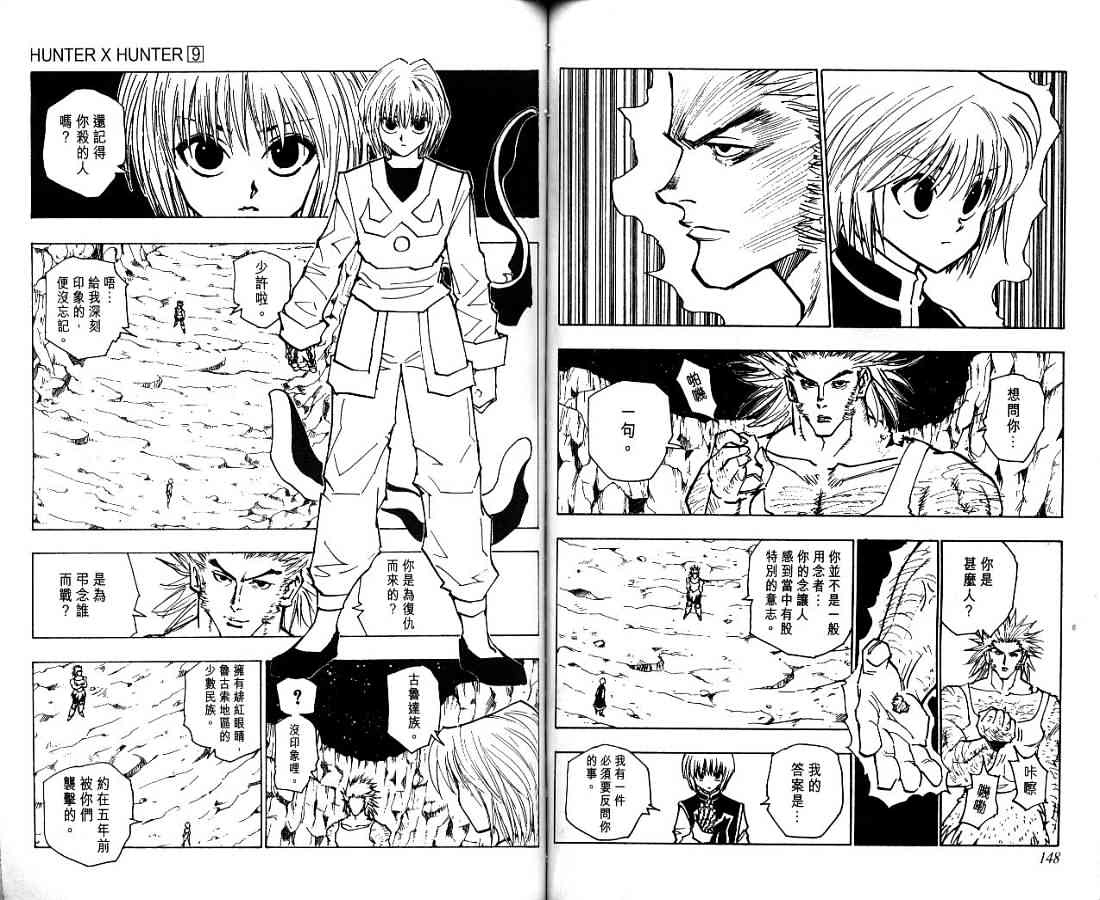 想問你…
一句。
啪嘰
你是
甚麼人？
咔嚓
嘰嘞
你並不是一般
用念者…
你的念讓人
感到當中有股
特別的意志。
我的
答案是…
我有一件
必須要反問你
的事。
148
HUNTER X HUNTER 9
還記得
你殺的人
嗎？
少許啦。
唔…
給我深刻
印象的，
便沒忘記。
你是為復仇
而來的？
是為
弔念誰
而戰？
古魯達族。
？
沒印象哩。
擁有緋紅眼睛，
魯古索地區的
少數民族。
約在五年前
被你們
襲擊的。